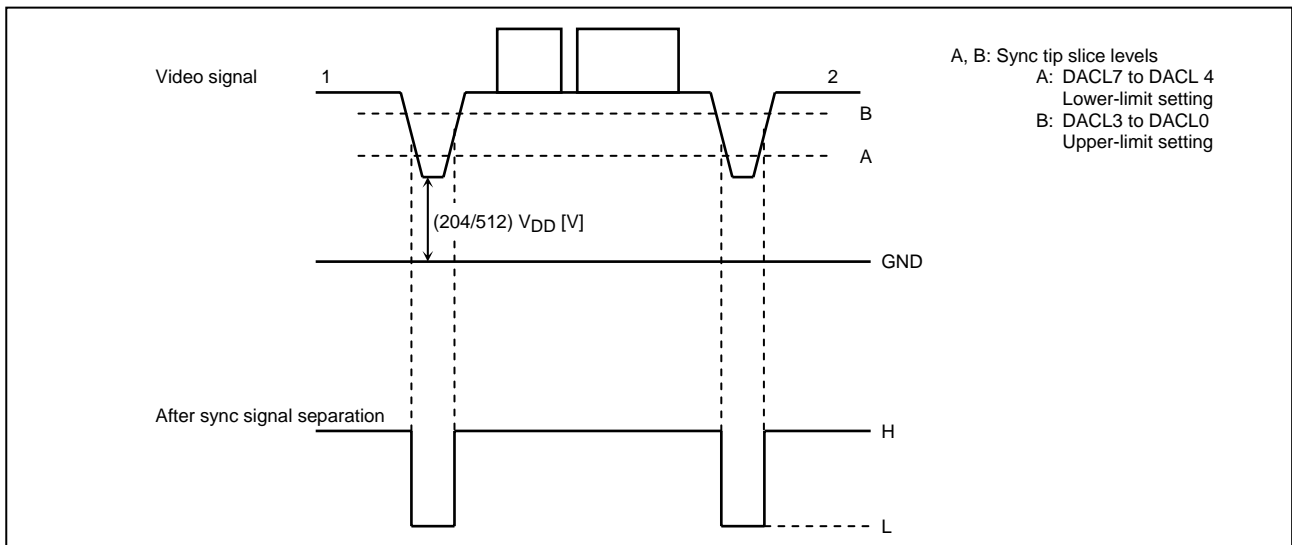 Video signal
1
2
A, B: Sync tip slice levels
A: DACL7 to DACL 4
Lower-limit setting
B: DACL3 to DACL0
Upper-limit setting
B
A
(204/512) VDD [V]
GND
After sync signal separation
H
L